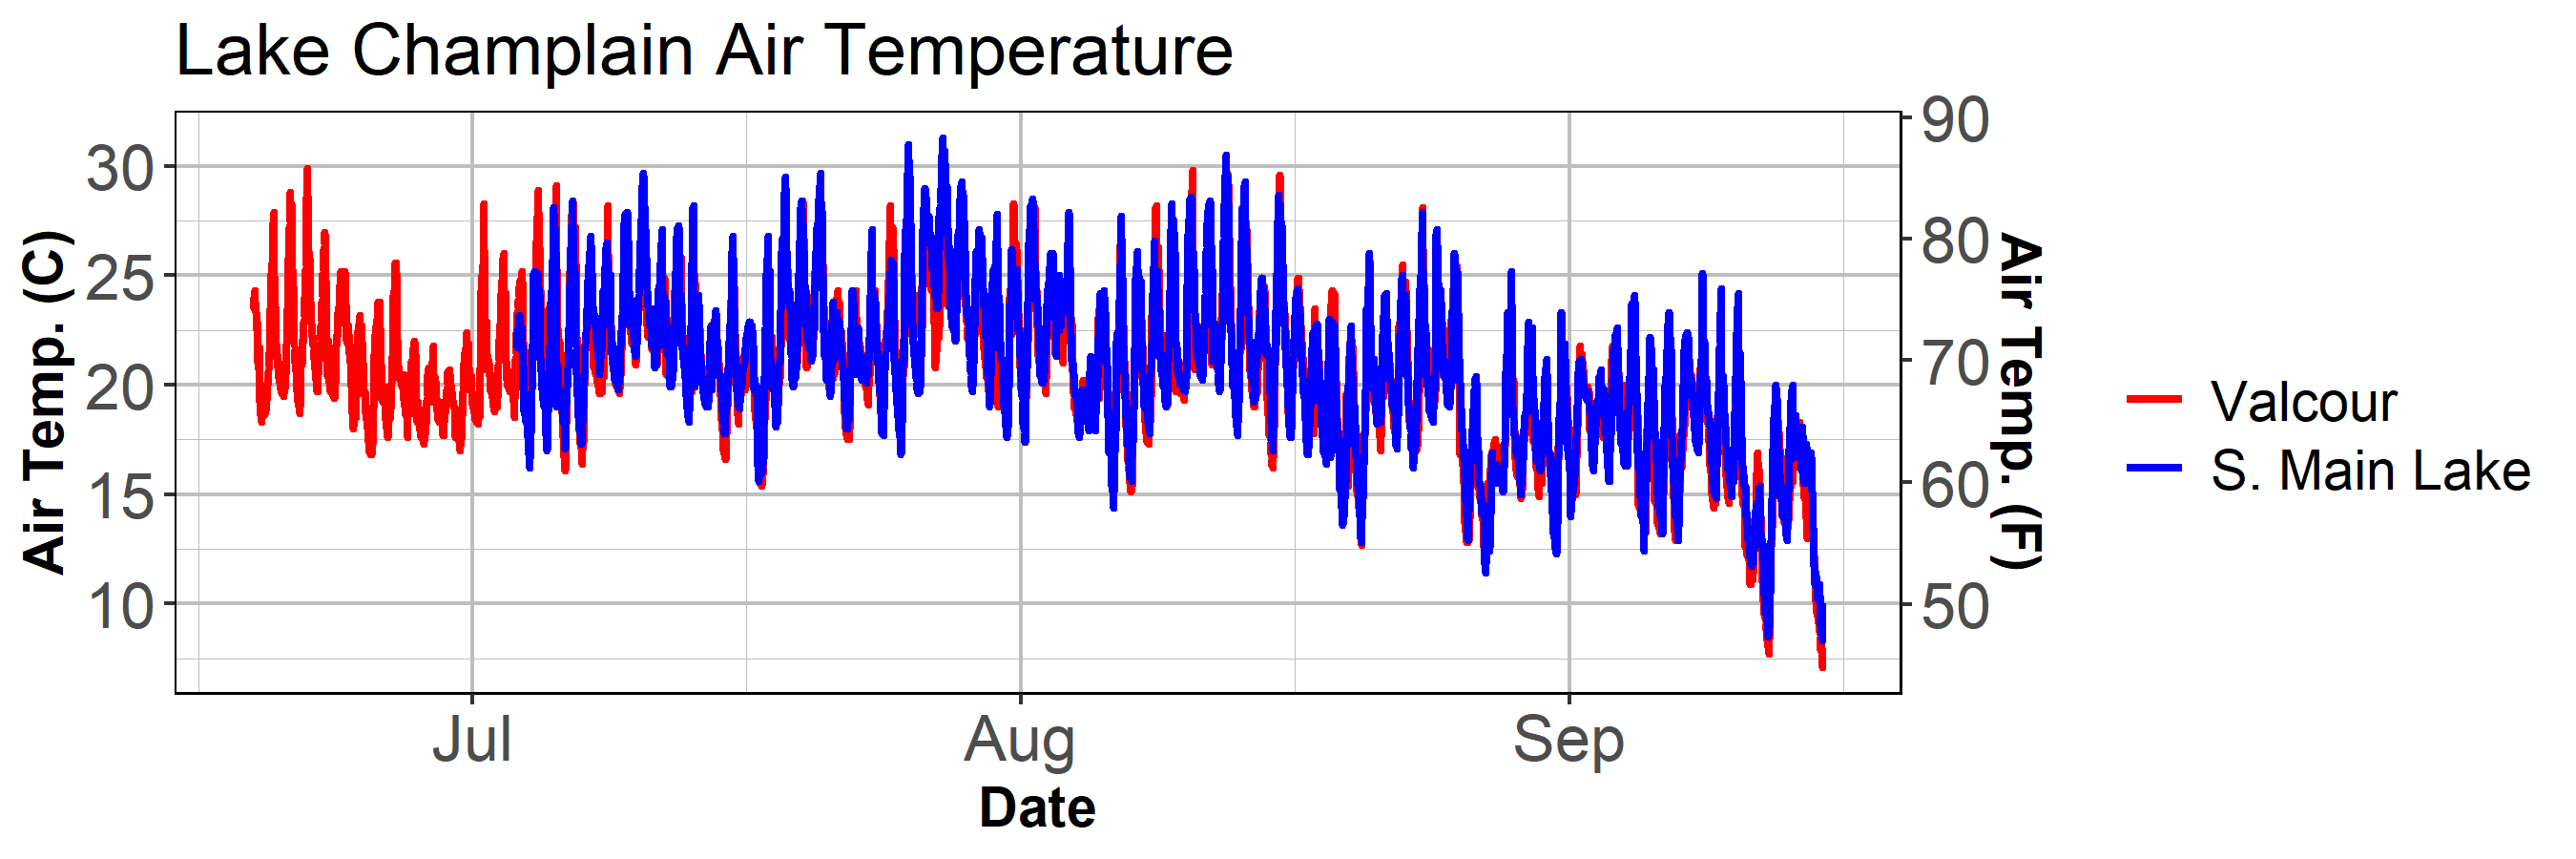 Lake Champlain Air Temperature
Air Temp. (C)
30
25
20
15
10
90
80
70
60
50
Air Temp. (F)
Jul
Aug
Sep
Date
Valcour
S. Main Lake